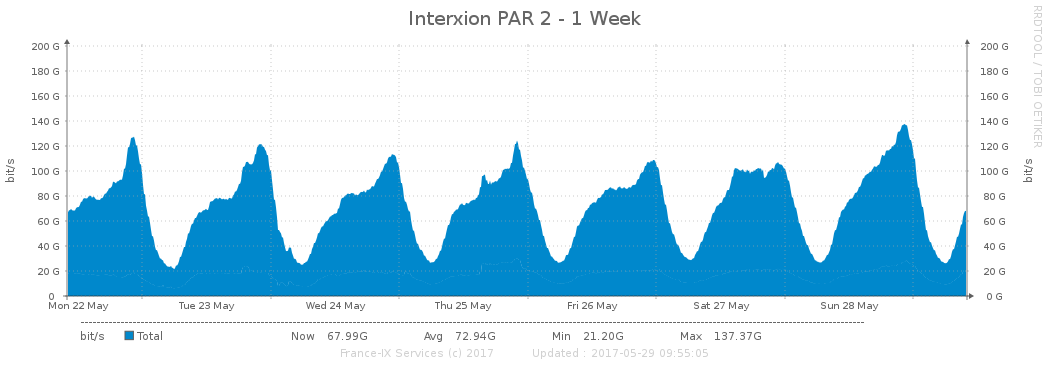 Interxion PAR 2 - 1 Week
RRDTOOL / TOBI OETIKER
200 G 200 G
180 G 180 G
160 G 160 G
140 G 140 G
120 G 120 G
100 G 100 G
80 G 80 G
60 G 60 G
40 G 40 G
20 G 20 G
0 0 G
bit/s bit/s
Mon 22 May Tue 23 May Wed 24 May Thu 25 May Fri 26 May Sat 27 May Sun 28 May
bit/s Total Now 67.99G Avg 72.94G Min 21.20G Max 137.37G
France-IX Services (c) 2017 Updated : 2017-05-29 09:55:05